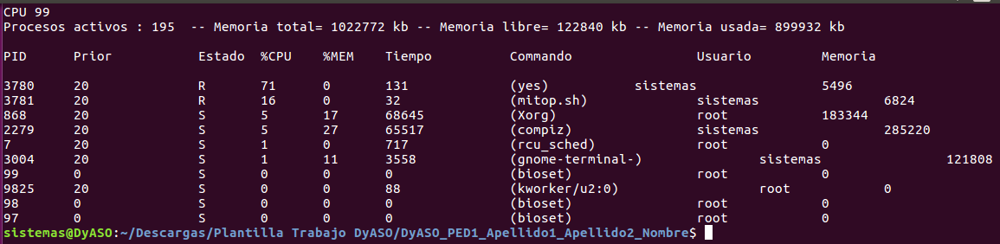 CPU 99
Procesos activos : 195  -- Memoria total= 1022772 kb -- Memoria libre= 122840 kb -- Memoria usada= 899932 kb
PID Prior Estado %CPU %MEM Tiempo Commando Usuario Memoria
3780 20 R 71 0 131 (yes) sistemas 5496
3781 20 R 16 0 32 (mitop.sh) sistemas 6824
868 20 S 5 17 68645 (Xorg) root 183344
2279 20 S 5 27 65517 (compiz) sistemas 285220
7 20 S 1 0 717 (rcu_sched) root 0
3004 20 S 1 11 3558 (gnome-terminal-) sistemas 121808
99 0 S 0 0 0 (bioset) root 0
9825 20 S 0 0 88 (kworker/u2:0) root 0
98 0 S 0 0 0 (bioset) root 0
97 0 S 0 0 0 (bioset) root 0
sistemas@DyASO:~/Descargas/Plantilla Trabajo DyASO/DyASO_PED1_Apellido1_Apellido2_Nombre$